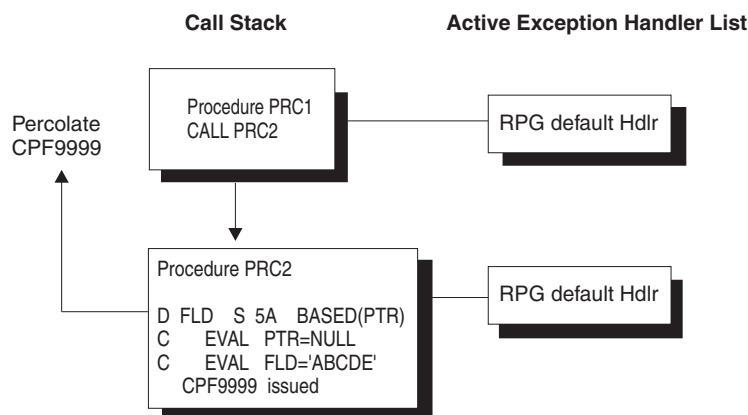 Call Stack
Active Exception Handler List
Procedure PRC1
CALL PRC2
RPG default Hdlr
Percolate
CPF9999
Procedure PRC2
D FLD S 5A BASED(PTR)
C EVAL PTR=NULL
C EVAL FLD='ABCDE'
CPF9999 issued
RPG default Hdlr